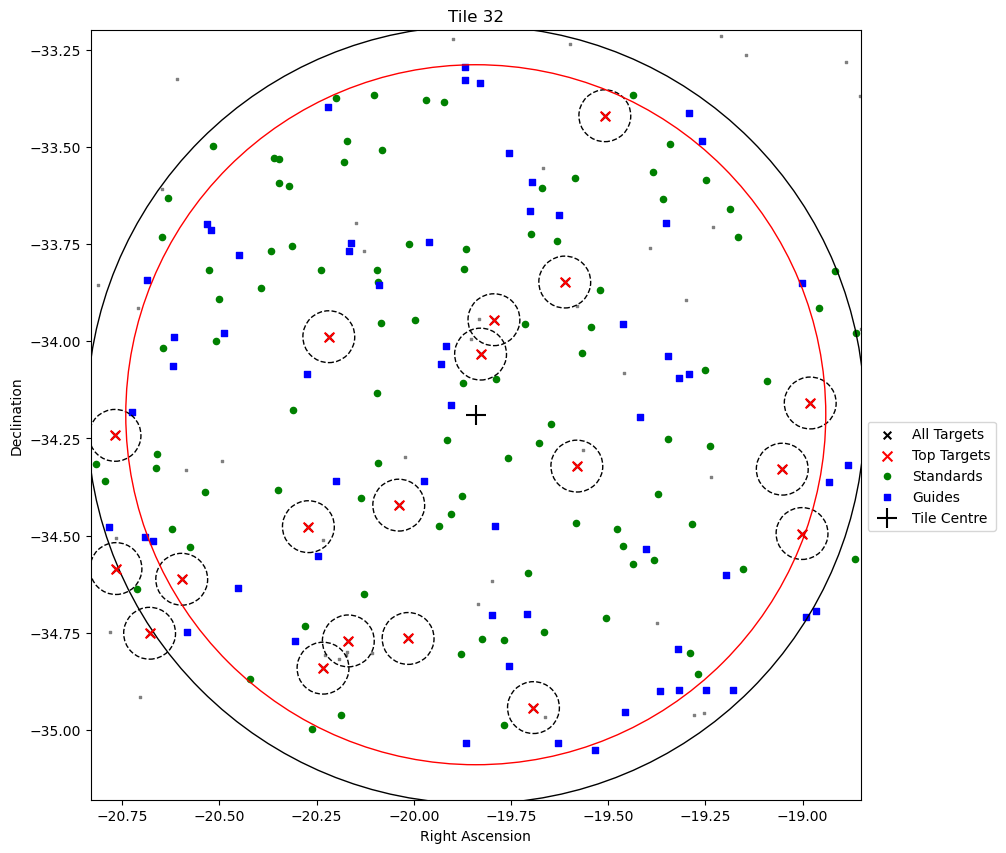 Tile 32
−33.25
−33.50
−33.75
−34.00
−34.25
−34.50
−34.75
−35.00
Declination
−20.75
−20.50
−20.25
−20.00
−19.75
−19.50
−19.25
−19.00
Right Ascension
All Targets
Top Targets
Standards
Guides
Tile Centre